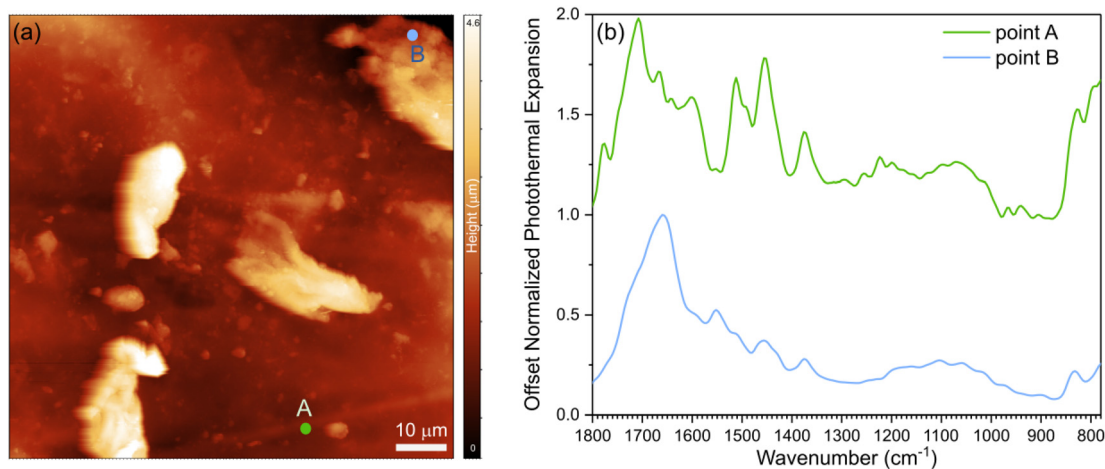 (a)
B
A
10 μm
4.6
Height (μm)
0
(b)
point A
point B
Offset Normalized Photothermal Expansion
2.0
1.5
1.0
0.5
0.0
1800 1700 1600 1500 1400 1300 1200 1100 1000 900 800
Wavenumber (cm⁻¹)